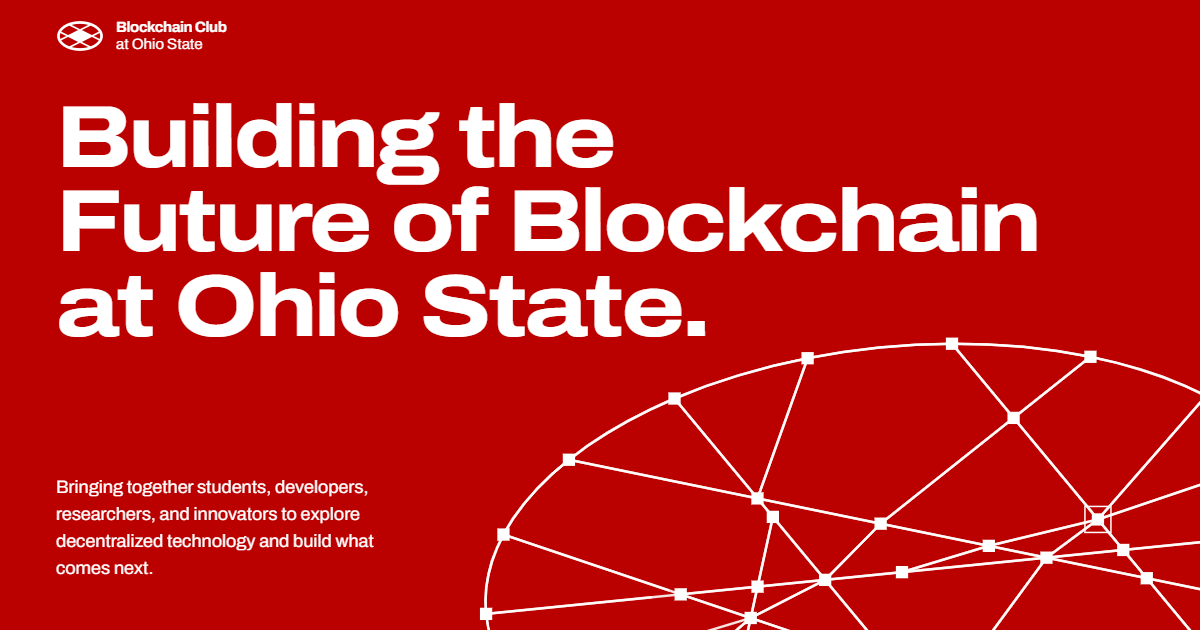 Blockchain Club
at Ohio State
Building the
Future of Blockchain
at Ohio State.
Bringing together students, developers,
researchers, and innovators to explore
decentralized technology and build what
comes next.